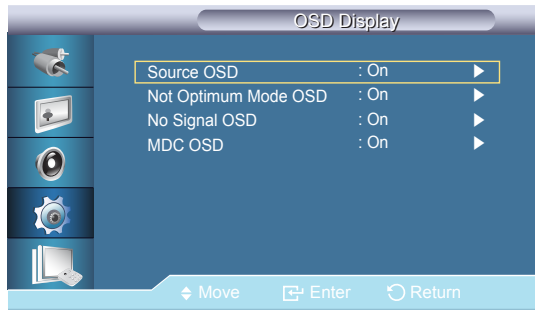 OSD Display
Source OSD : On
Not Optimum Mode OSD : On
No Signal OSD : On
MDC OSD : On
Move Enter Return